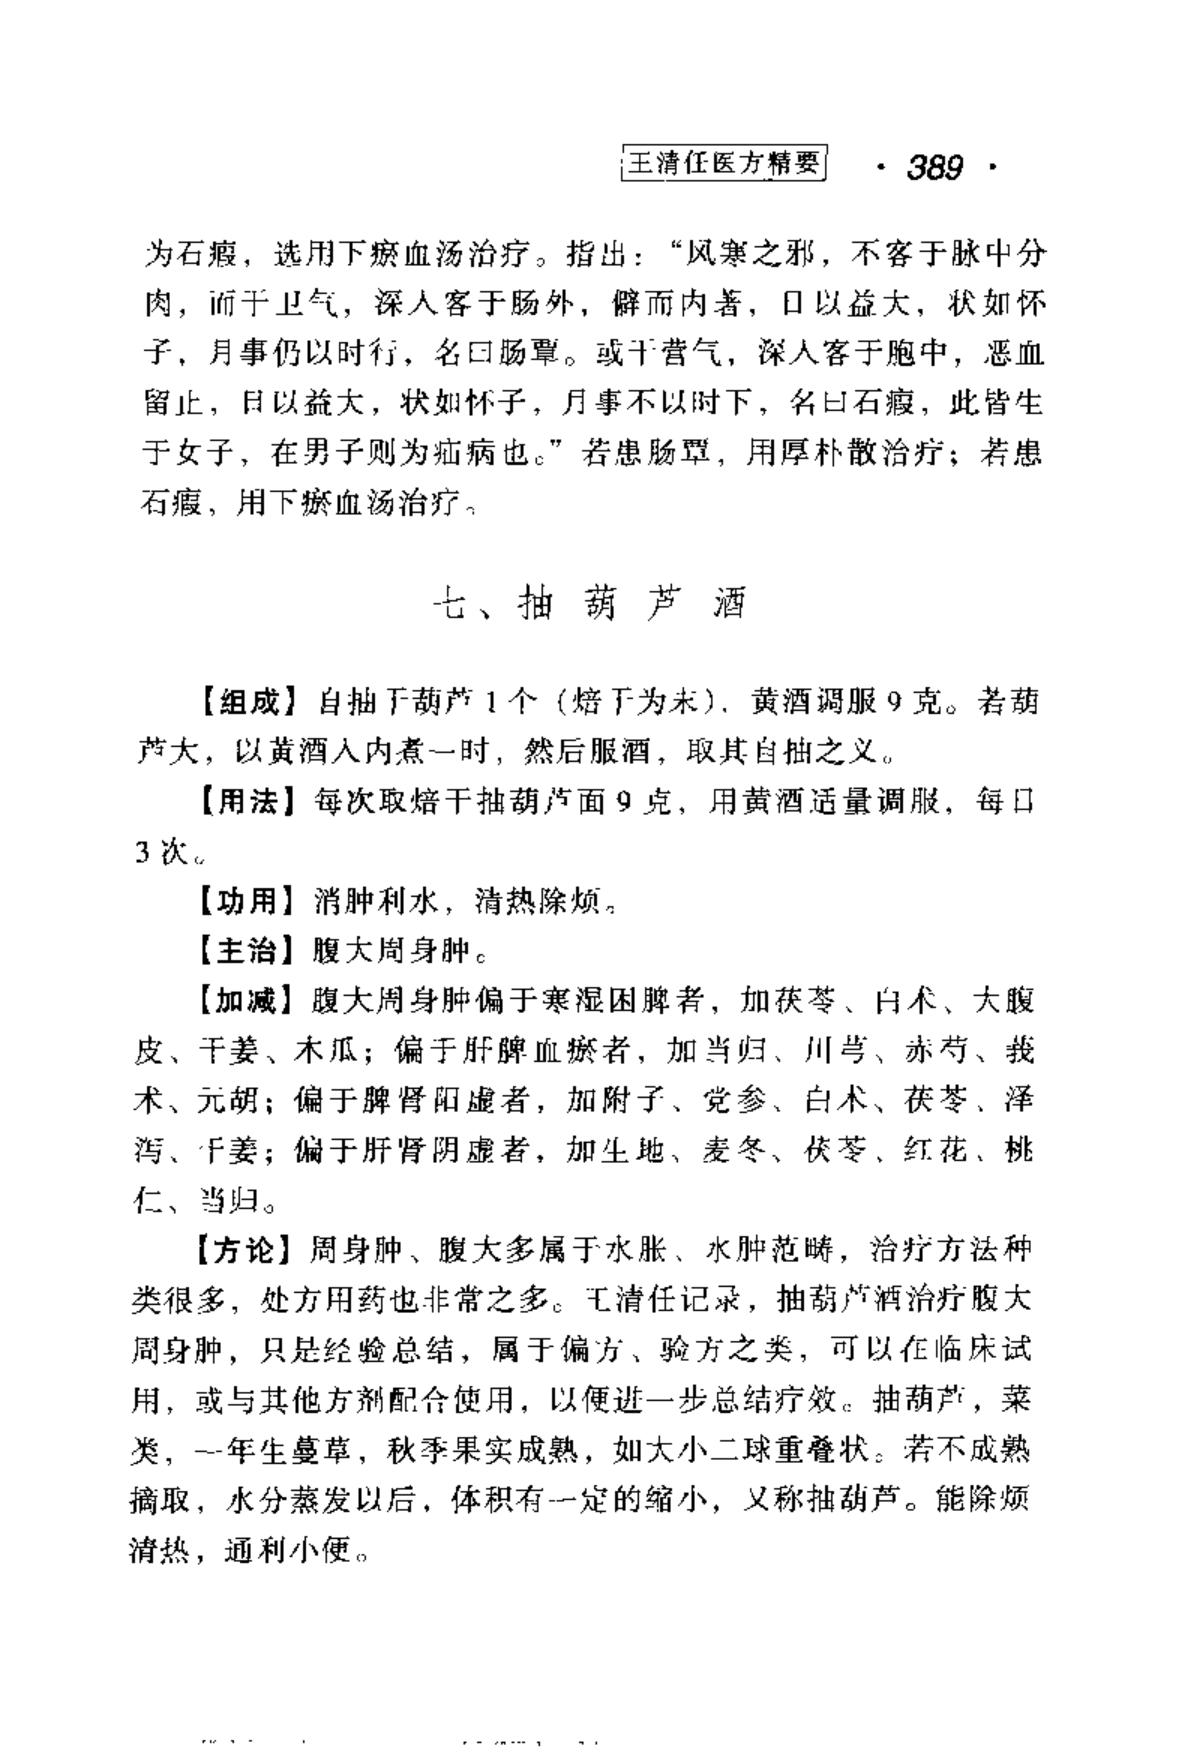 王清任医方精要 · 389 ·
为石瘕，选用下瘀血汤治疗。指出：“风寒之邪，不客于脉中分
肉，而干卫气，深入客于肠外，僻而内著，日以益大，状如怀
子，月事仍以时行，名曰肠覃。或干营气，深入客于胞中，恶血
留止，日以益大，状如怀子，月事不以时下，名曰石瘕，此皆生
于女子，在男子则为疝病也。”若患肠覃，用厚朴散治疗；若患
石瘕，用下瘀血汤治疗。
七、抽葫芦酒
【组成】自抽干葫芦1个（焙干为末），黄酒调服9克。若葫
芦大，以黄酒入内煮一时，然后服酒，取其自抽之义。
【用法】每次取焙干抽葫芦面9克，用黄酒适量调服，每日
3次。
【功用】消肿利水，清热除烦。
【主治】腹大周身肿。
【加减】腹大周身肿偏于寒湿困脾者，加茯苓、白术、大腹
皮、干姜、木瓜；偏于肝脾血瘀者，加当归、川芎、赤芍、莪
术、元胡；偏于脾肾阳虚者，加附子、党参、白术、茯苓、泽
泻、干姜；偏于肝肾阴虚者，加生地、麦冬、茯苓、红花、桃
仁、当归。
【方论】周身肿、腹大多属于水胀、水肿范畴，治疗方法种
类很多，处方用药也非常之多。王清任记录，抽葫芦酒治疗腹大
周身肿，只是经验总结，属于偏方、验方之类，可以在临床试
用，或与其他方剂配合使用，以便进一步总结疗效。抽葫芦，菜
类，一年生蔓草，秋季果实成熟，如大小二球重叠状。若不成熟
摘取，水分蒸发以后，体积有一定的缩小，又称抽葫芦。能除烦
清热，通利小便。